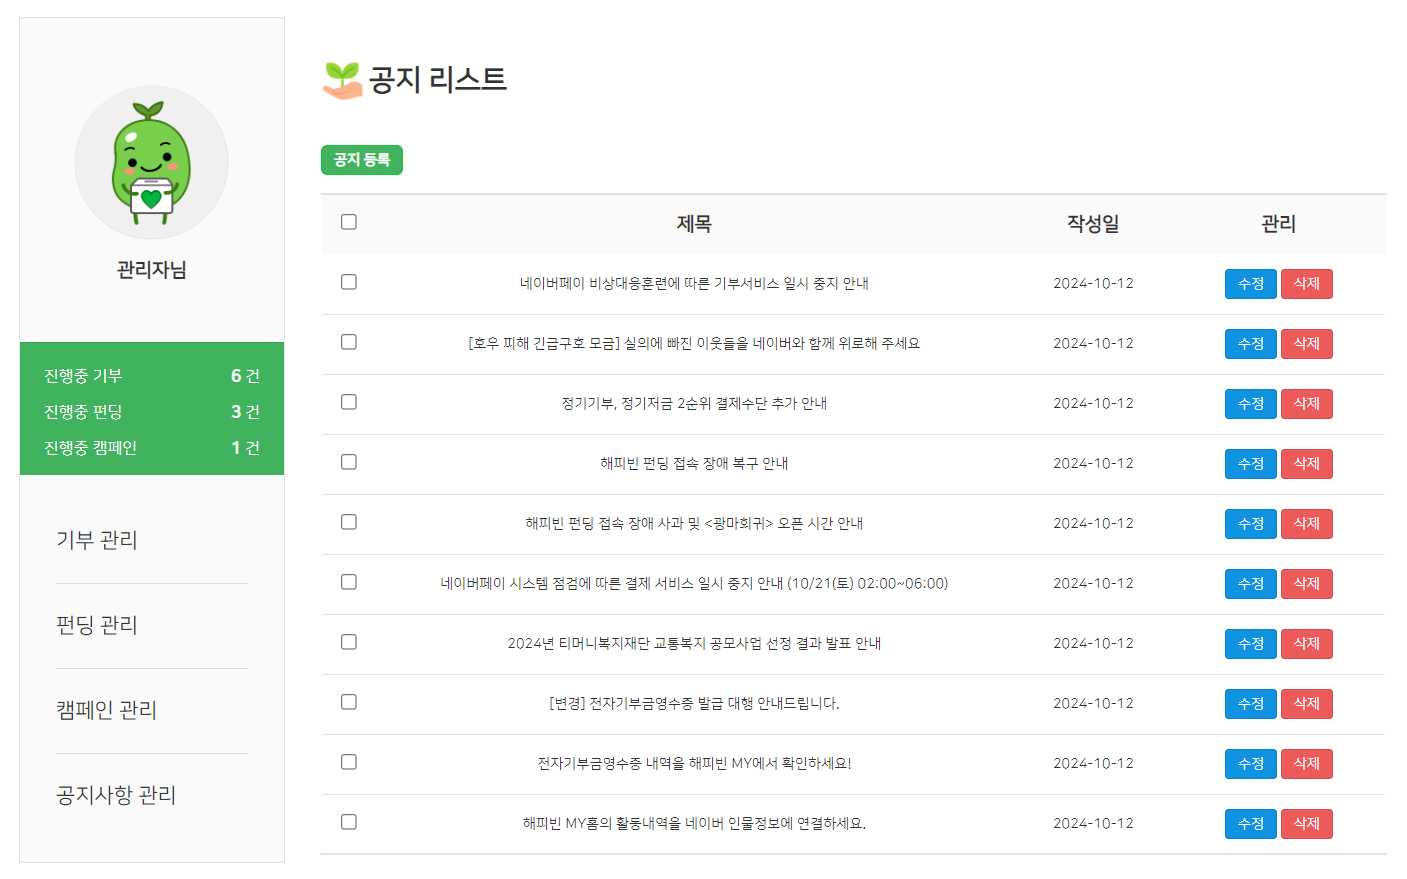 관리자님
진행중 기부 6 건
진행중 펀딩 3 건
진행중 캠페인 1 건
기부 관리
펀딩 관리
캠페인 관리
공지사항 관리
공지 리스트
공지 등록
제목 작성일 관리
네이버페이 비상대응훈련에 따른 기부서비스 일시 중지 안내 2024-10-12 수정 삭제
[호우 피해 긴급구호 모금] 실의에 빠진 이웃들을 네이버와 함께 위로해 주세요 2024-10-12 수정 삭제
정기기부, 정기저금 2순위 결제수단 추가 안내 2024-10-12 수정 삭제
해피빈 펀딩 접속 장애 복구 안내 2024-10-12 수정 삭제
해피빈 펀딩 접속 장애 사과 및 <광마회귀> 오픈 시간 안내 2024-10-12 수정 삭제
네이버페이 시스템 점검에 따른 결제 서비스 일시 중지 안내 (10/21(토) 02:00~06:00) 2024-10-12 수정 삭제
2024년 티머니복지재단 교통복지 공모사업 선정 결과 발표 안내 2024-10-12 수정 삭제
[변경] 전자기부금영수증 발급 대행 안내드립니다. 2024-10-12 수정 삭제
전자기부금영수증 내역을 해피빈 MY에서 확인하세요! 2024-10-12 수정 삭제
해피빈 MY홈의 활동내역을 네이버 인물정보에 연결하세요. 2024-10-12 수정 삭제